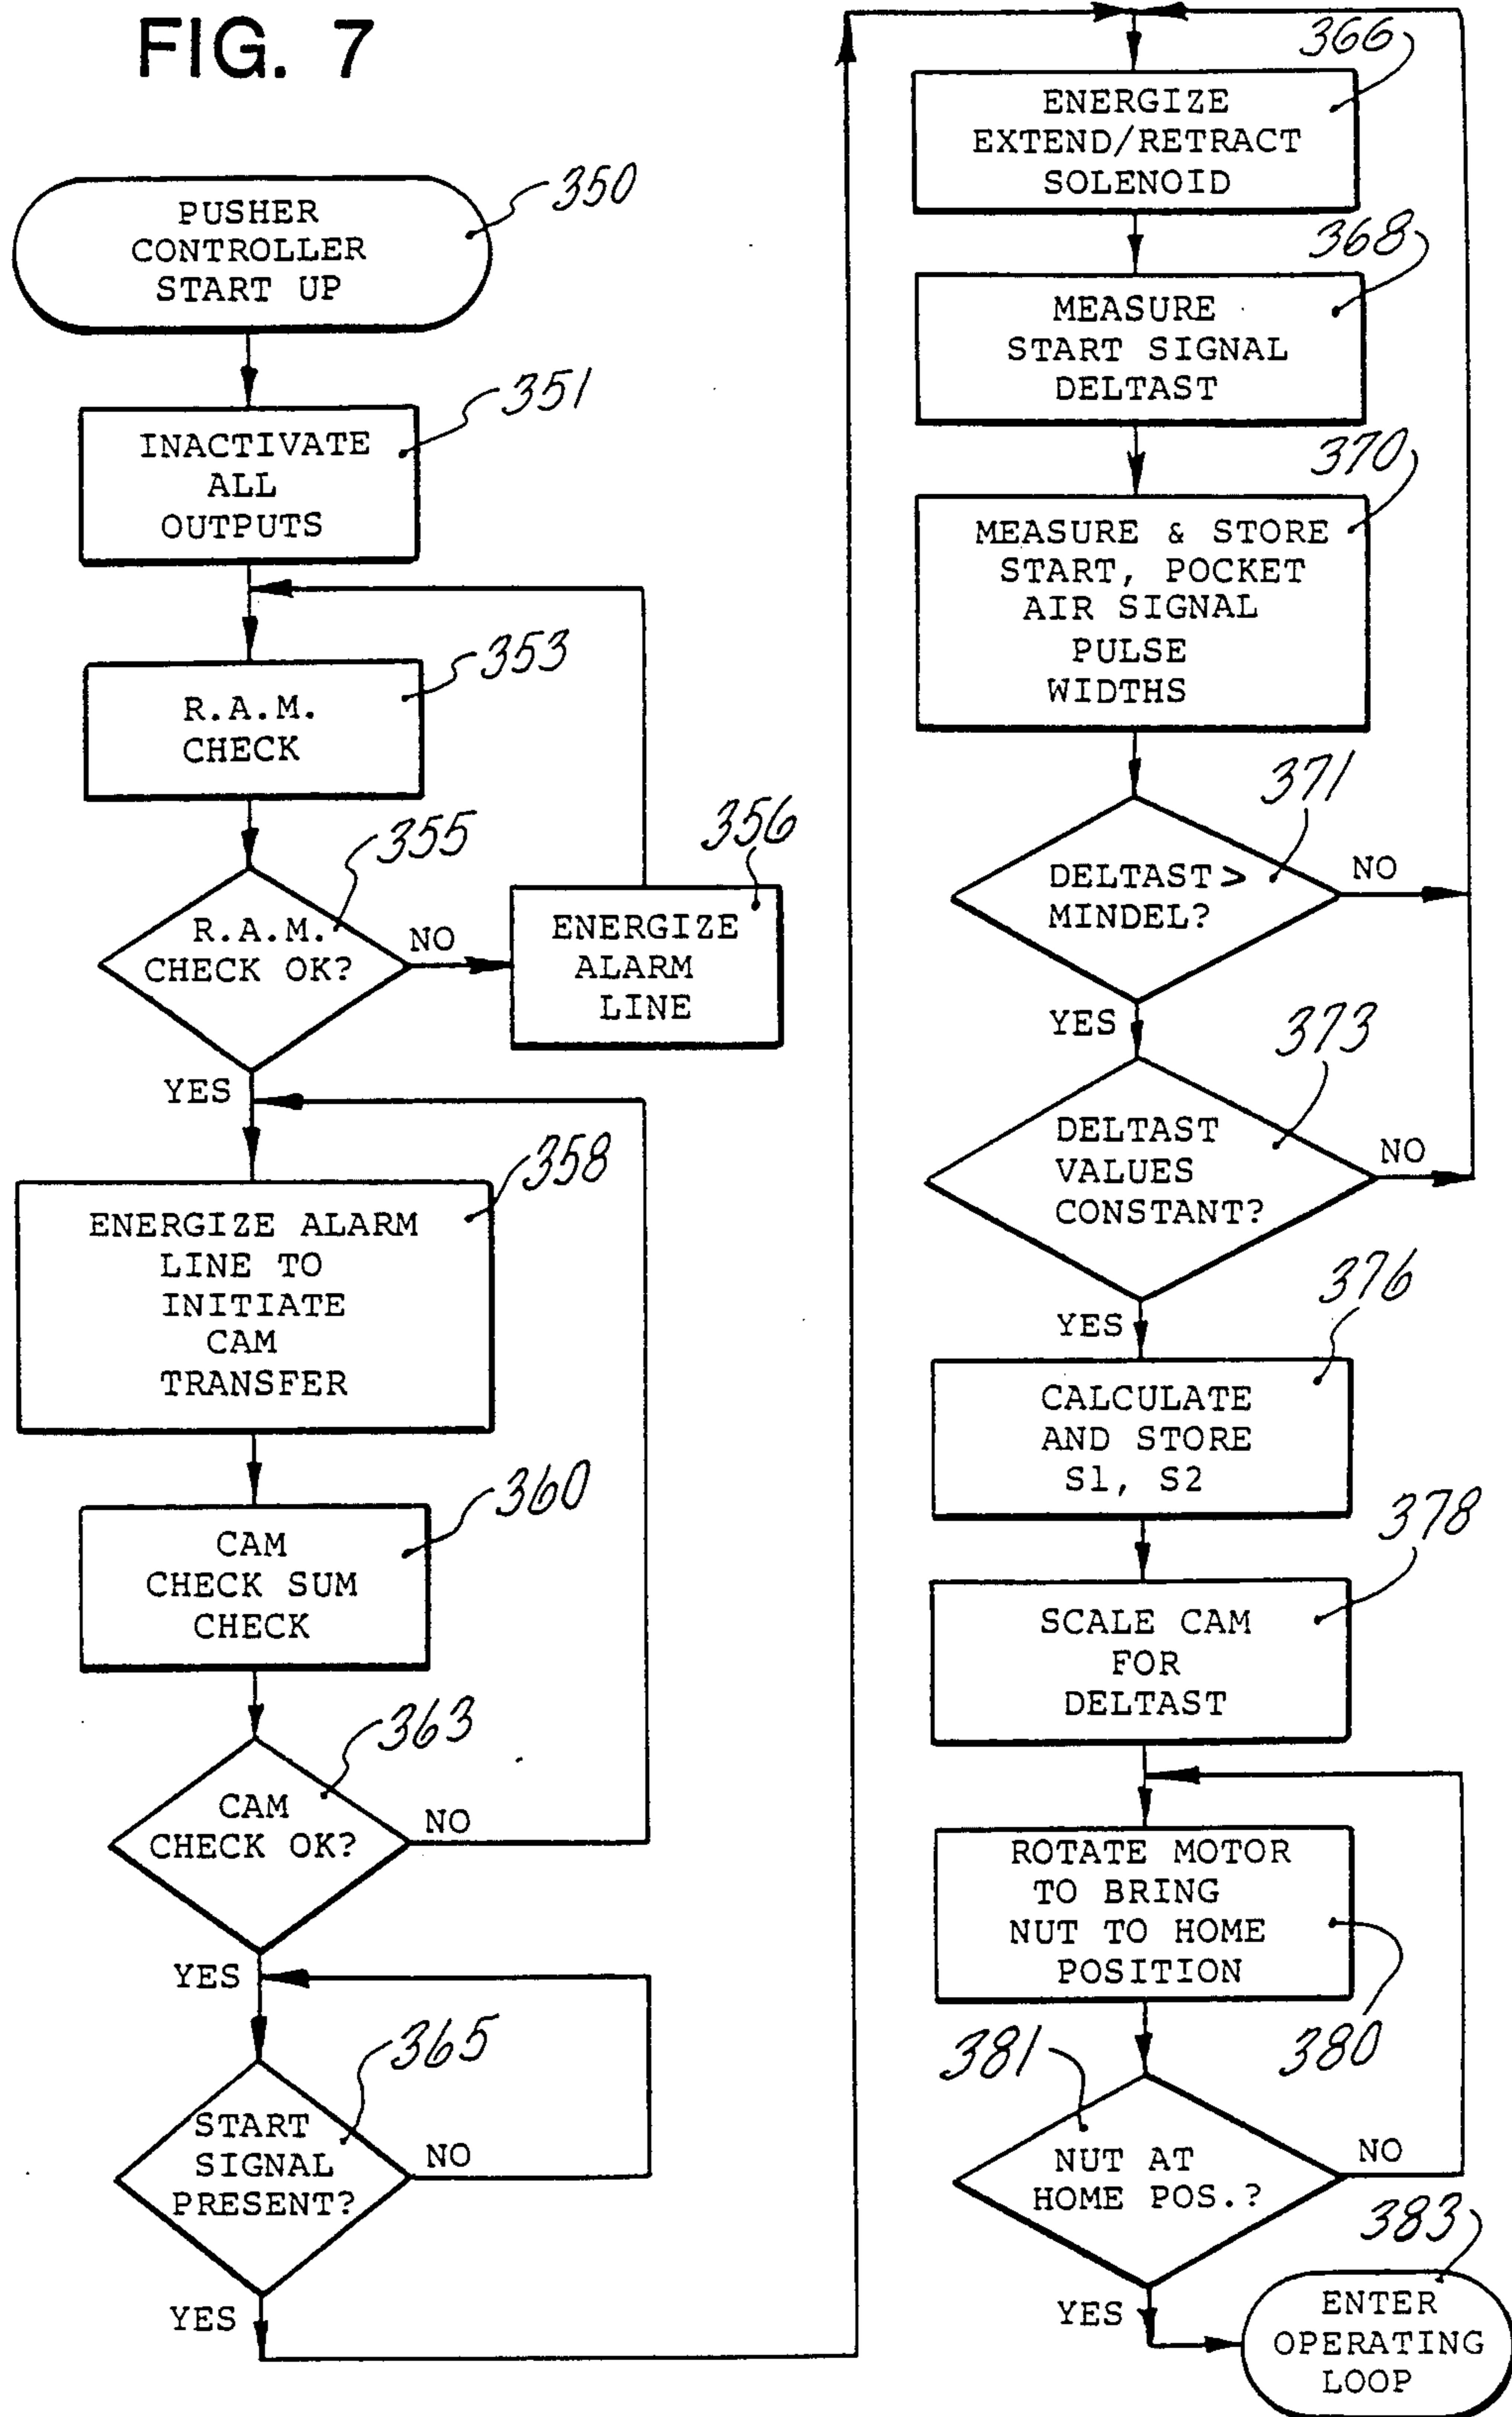 FIG. 7
350
PUSHER
CONTROLLER
START UP
351
INACTIVATE
ALL
OUTPUTS
353
R.A.M.
CHECK
355
R.A.M.
CHECK OK?
NO
356
ENERGIZE
ALARM
LINE
YES
358
ENERGIZE ALARM
LINE TO
INITIATE
CAM
TRANSFER
360
CAM
CHECK SUM
CHECK
363
CAM
CHECK OK?
NO
YES
365
START
SIGNAL
PRESENT?
NO
YES
366
ENERGIZE
EXTEND/RETRACT
SOLENOID
368
MEASURE
START SIGNAL
DELTAST
370
MEASURE & STORE
START, POCKET
AIR SIGNAL
PULSE
WIDTHS
371
DELTAST >
MINDEL?
NO
YES
373
DELTAST
VALUES
CONSTANT?
NO
YES
376
CALCULATE
AND STORE
S1, S2
378
SCALE CAM
FOR
DELTAST
ROTATE MOTOR
TO BRING
NUT TO HOME
POSITION
380
381
NUT AT
HOME POS.?
NO
YES
383
ENTER
OPERATING
LOOP